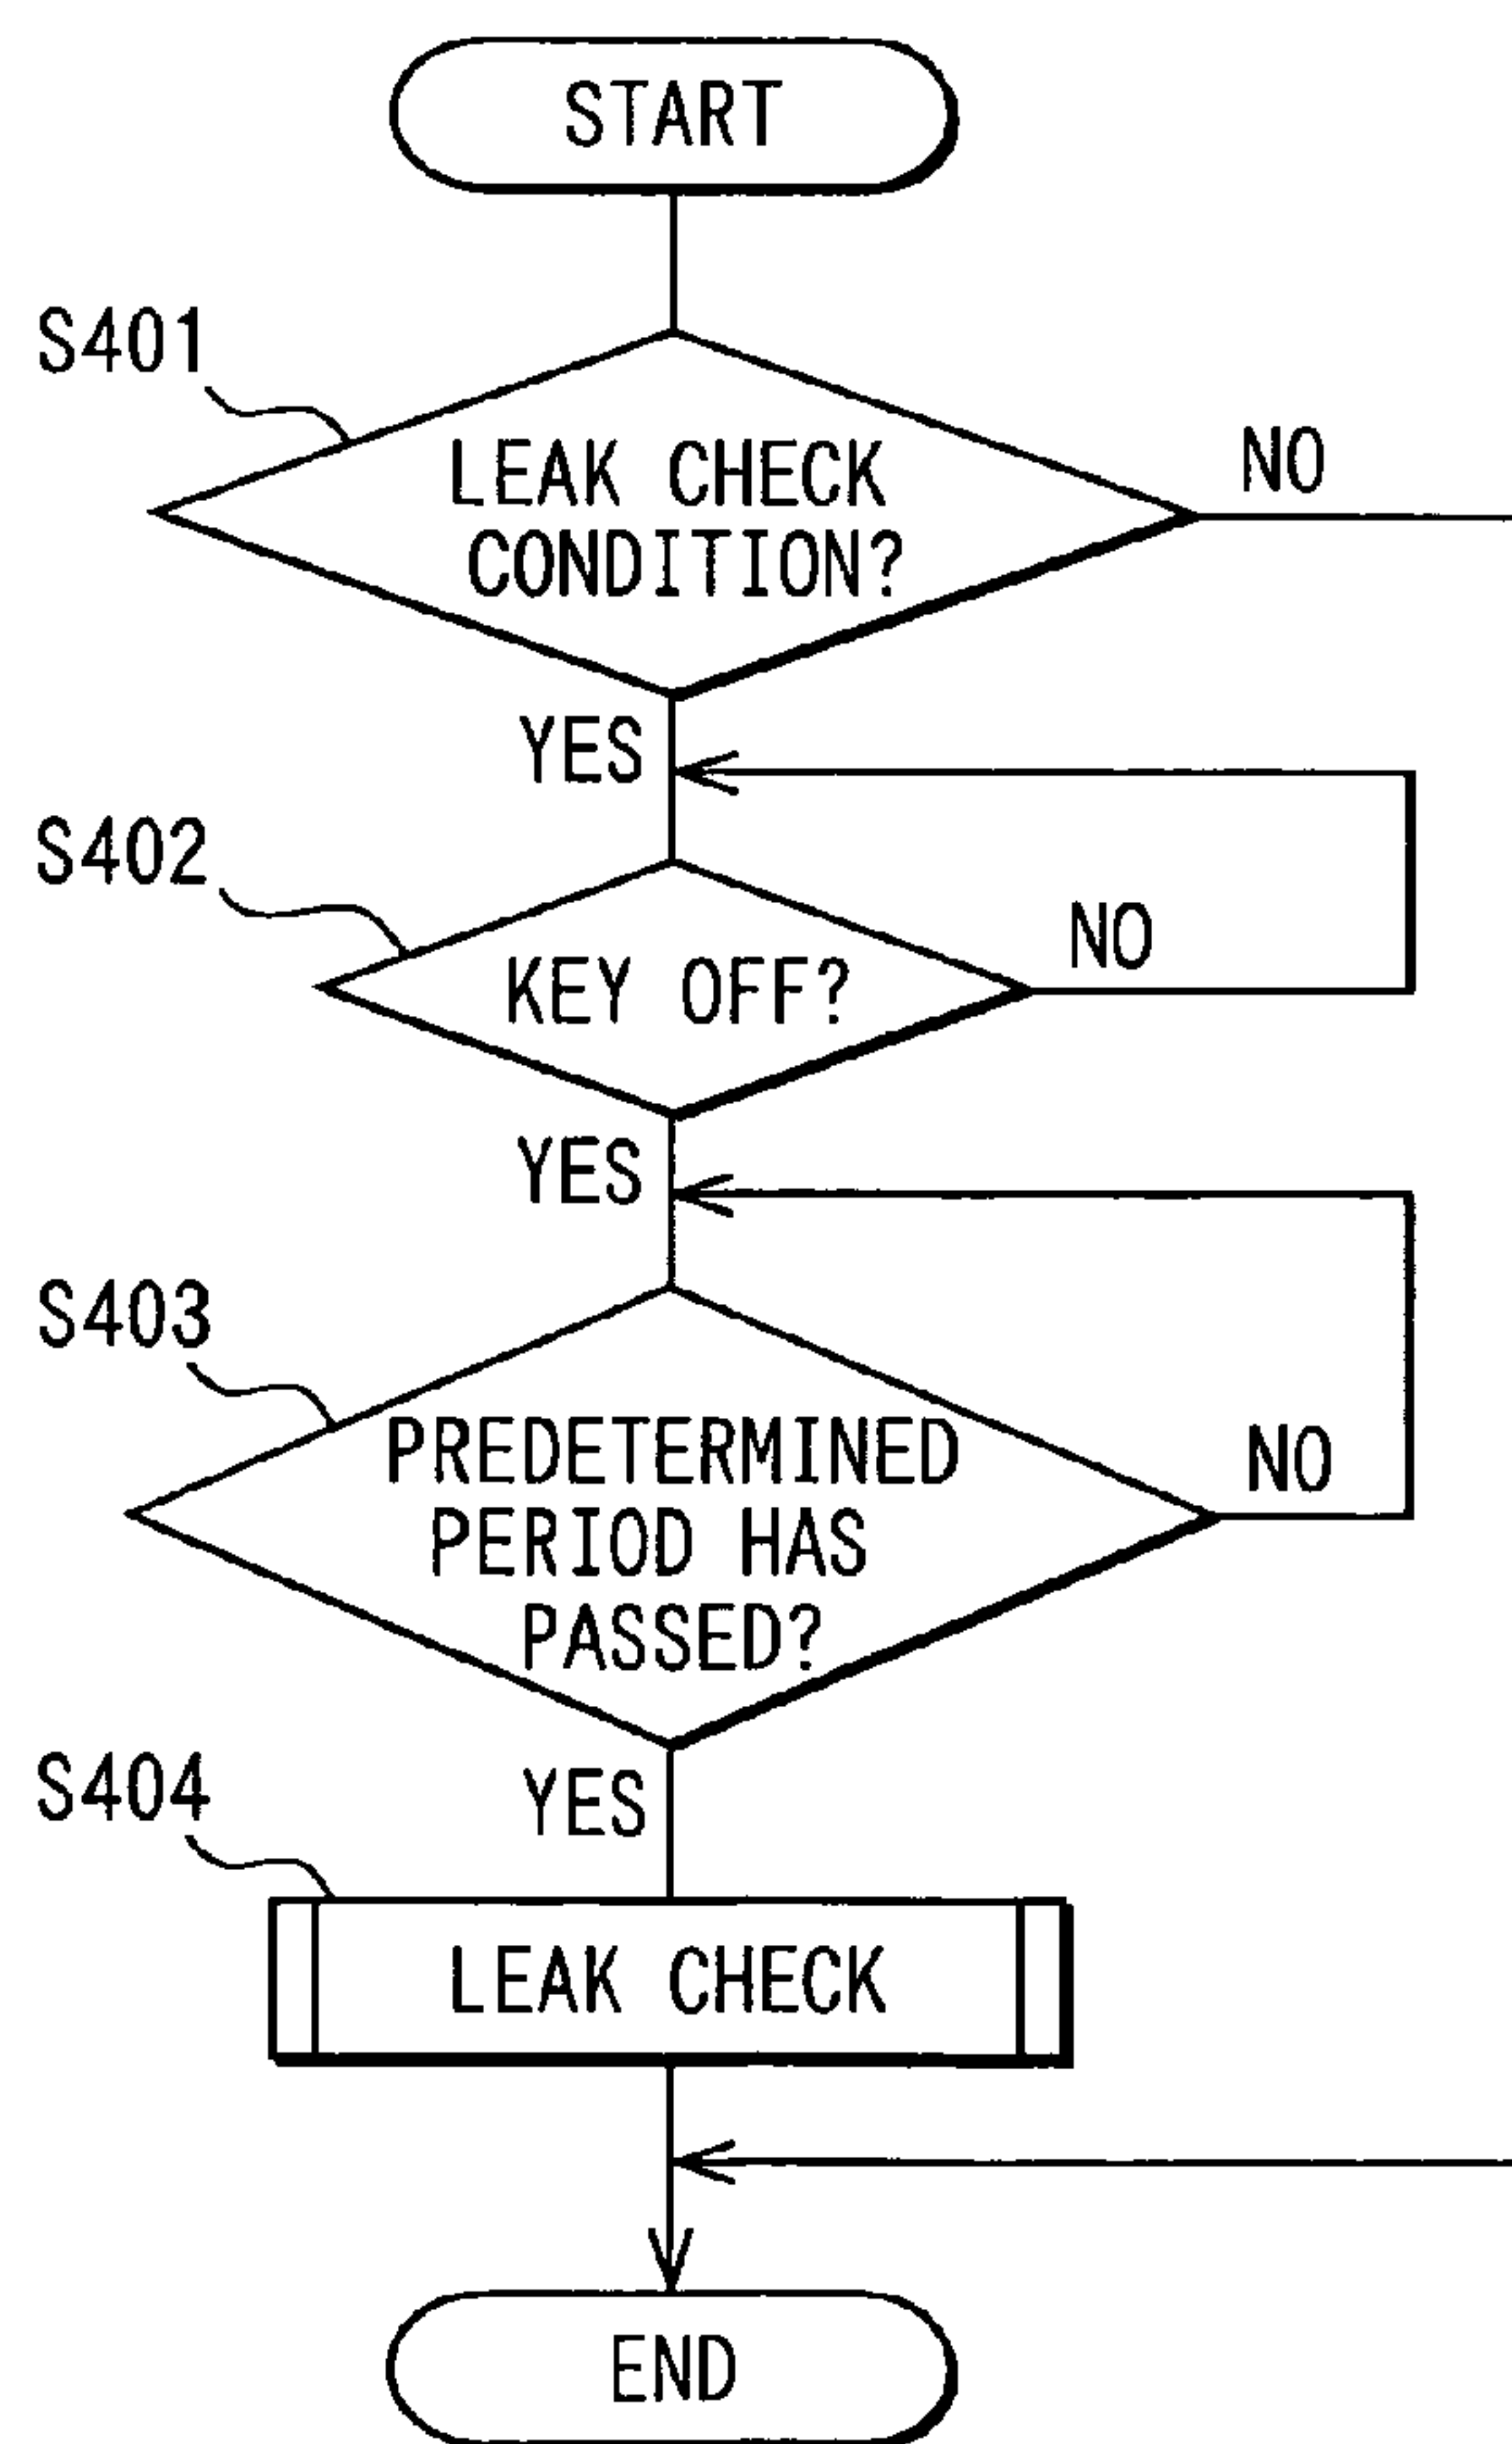 START
S401
LEAK CHECK
CONDITION?
NO
YES
S402
KEY OFF?
NO
YES
S403
PREDETERMINED
PERIOD HAS
PASSED?
NO
YES
S404
LEAK CHECK
END